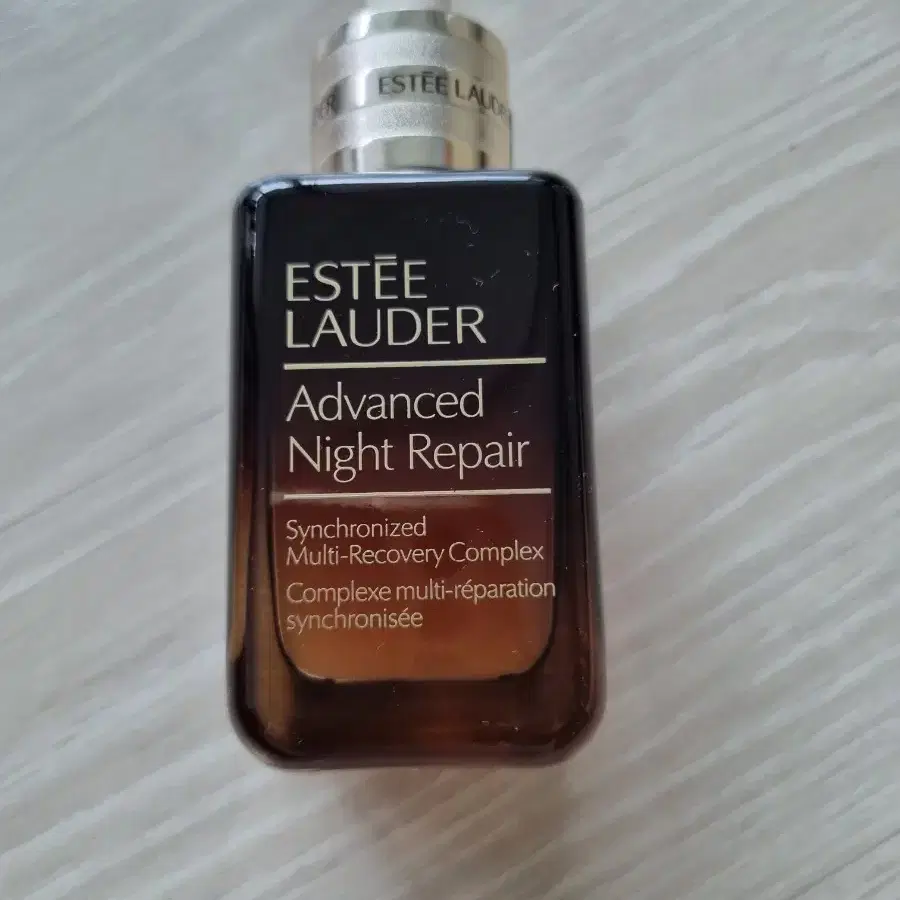 ESTĒE LAUDER
ESTĒE
LAUDER
Advanced
Night Repair
Synchronized
Multi-Recovery Complex
Complexe multi-réparation
synchronisée